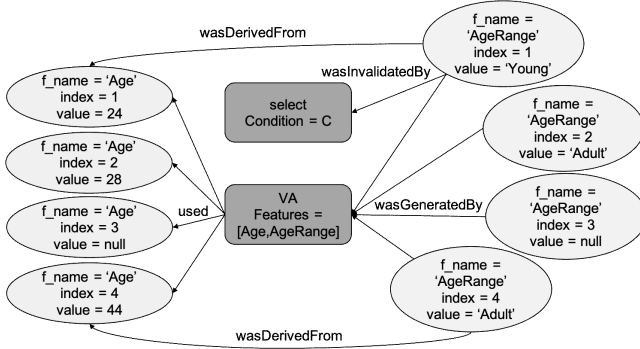 wasDerivedFrom
f_name =
‘AgeRange’
index = 1
value = ‘Young’
wasInvalidatedBy
f_name = ‘Age’
index = 1
value = 24
select
Condition = C
f_name =
‘AgeRange’
index = 2
value = ‘Adult’
f_name = ‘Age’
index = 2
value = 28
VA
Features =
[Age,AgeRange]
used
wasGeneratedBy
f_name =
‘AgeRange’
index = 3
value = null
f_name = ‘Age’
index = 3
value = null
f_name = ‘Age’
index = 4
value = 44
f_name =
‘AgeRange’
index = 4
value = ‘Adult’
wasDerivedFrom